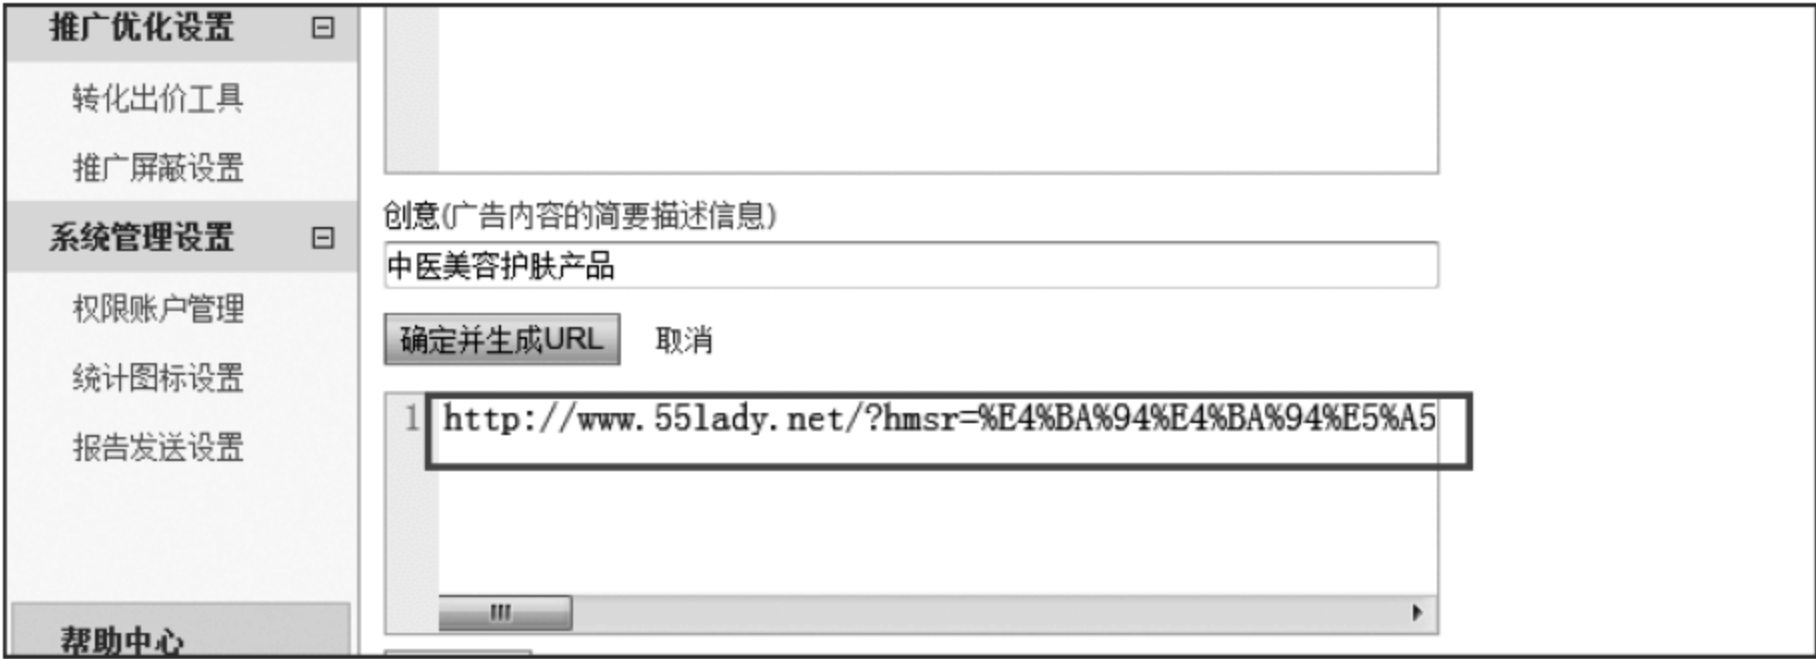 推广优化设置
转化出价工具
推广屏蔽设置
系统管理设置
权限账户管理
统计图标设置
报告发送设置
帮助中心
创意(广告内容的简要描述信息)
中医美容护肤产品
确定并生成URL 取消
1 http://www.55lady.net/?hmsr=%E4%BA%94%E4%BA%94%E5%A5